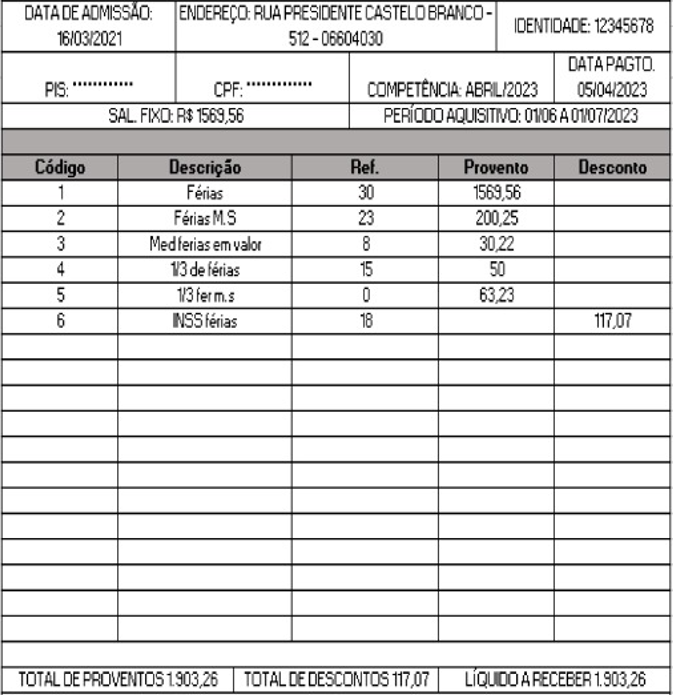 DATA DE ADMISSÃO:
16/03/2021
ENDEREÇO: RUA PRESIDENTE CASTELO BRANCO -
512 - 06604030
IDENTIDADE: 12345678
PIS: ************
CPF: *************
COMPETÊNCIA: ABRIL/2023
DATA PAGTO.
05/04/2023
SAL. FIXO: R$ 1569,56
PERÍODO AQUISITIVO: 01/06 A 01/07/2023
Código Descrição Ref. Provento Desconto
1 Férias 30 1569,56
2 Férias M.S 23 200,25
3 Med ferias em valor 8 30,22
4 1/3 de férias 15 50
5 1/3 fer m. s 0 63,23
6 INSS férias 18 117,07
TOTAL DE PROVENTOS 1.903,26 TOTAL DE DESCONTOS 117,07 LÍQUIDO A RECEBER 1.903,26